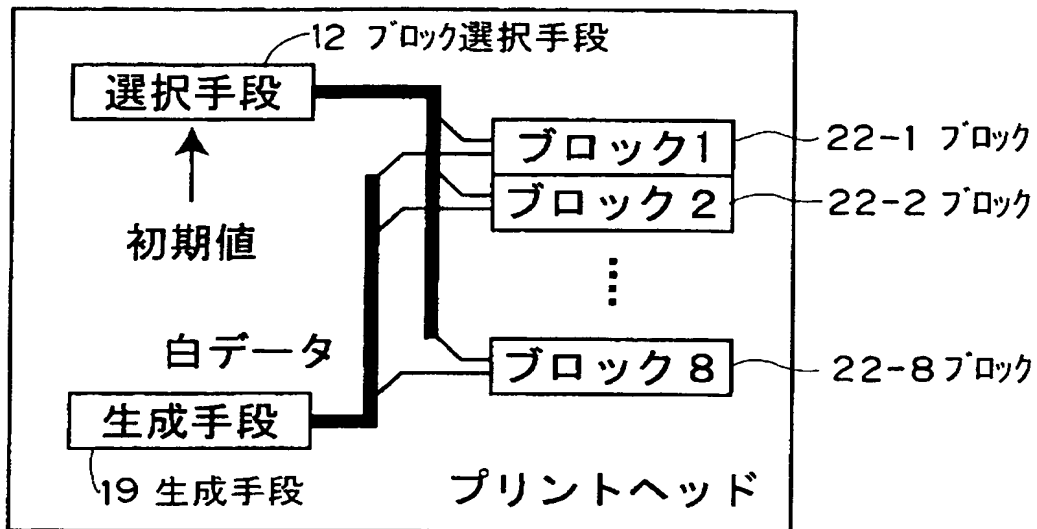 12 ブロック選択手段
選択手段
ブロック1
22-1 ブロック
ブロック2
22-2 ブロック
初期値
白データ
ブロック8
22-8 ブロック
生成手段
19 生成手段
プリントヘッド